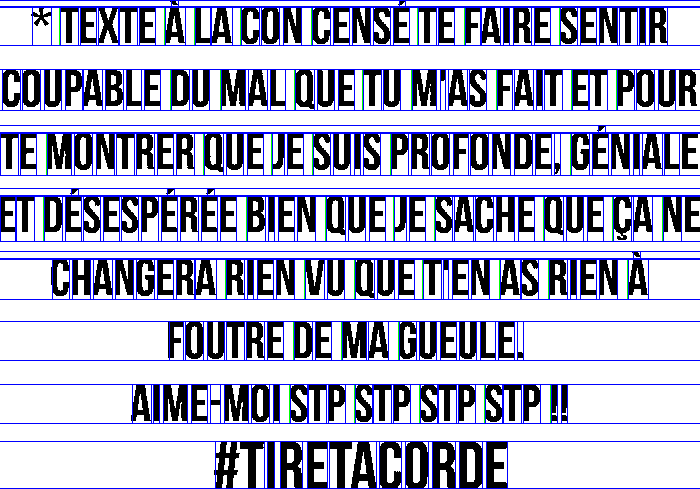 * TEXTE À LA CON CENSÉ TE FAIRE SENTIR
COUPABLE DU MAL QUE TU M'AS FAIT ET POUR
TE MONTRER QUE JE SUIS PROFONDE, GÉNIALE
ET DÉSESPÉRÉE BIEN QUE JE SACHE QUE ÇA NE
CHANGERA RIEN VU QUE T'EN AS RIEN À
FOUTRE DE MA GUEULE.
AIME-MOI STP STP STP STP !!
#TIRETACORDE